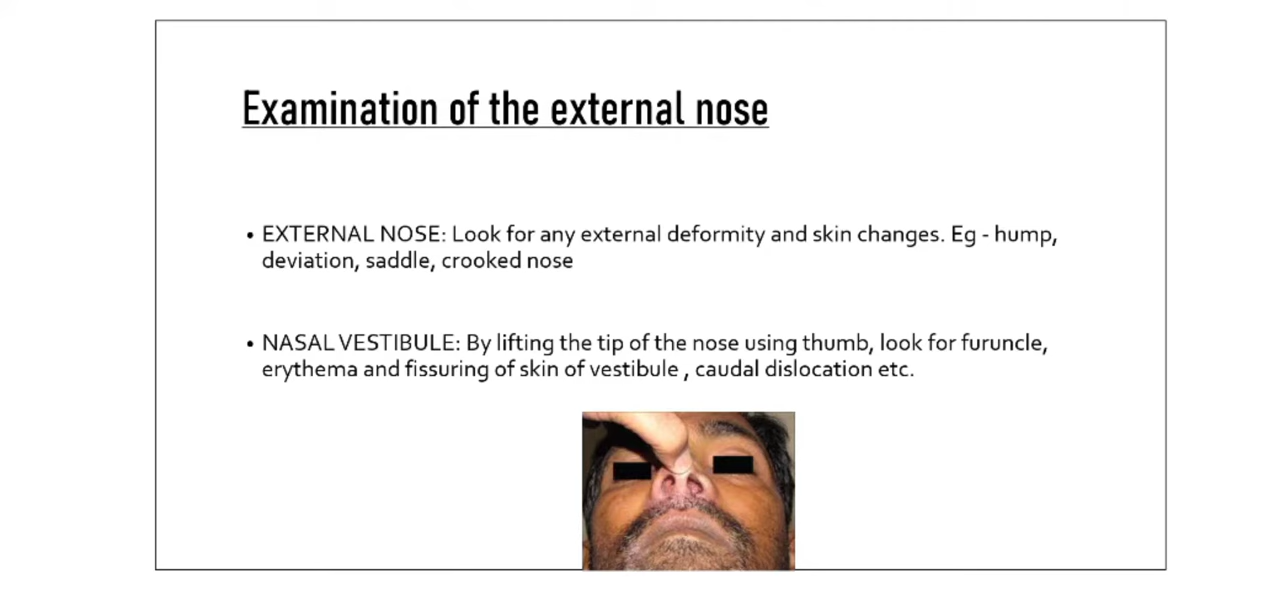 Examination of the external nose
• EXTERNAL NOSE: Look for any external deformity and skin changes. Eg - hump,
deviation, saddle, crooked nose
• NASAL VESTIBULE: By lifting the tip of the nose using thumb, look for furuncle,
erythema and fissuring of skin of vestibule , caudal dislocation etc.